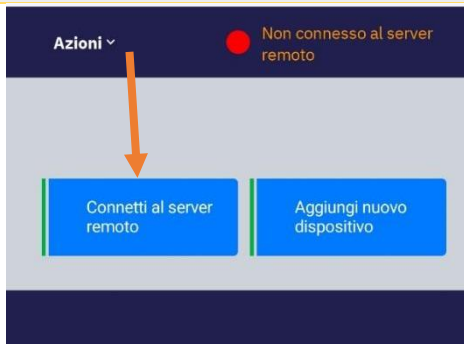 Azioni
Non connesso al server
remoto
Connetti al server
remoto
Aggiungi nuovo
dispositivo